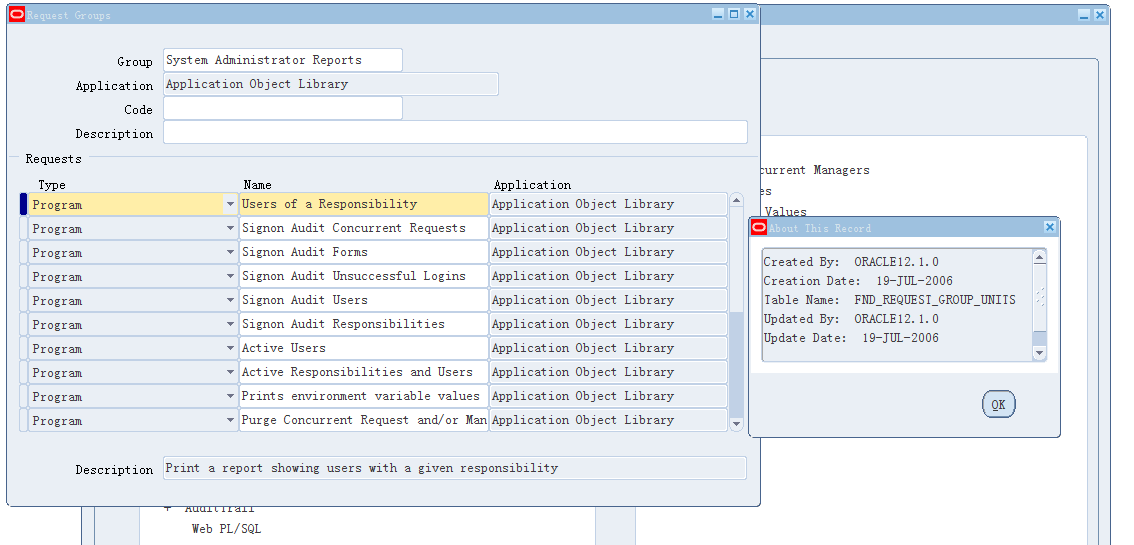 Request Groups
Group System Administrator Reports
Application Application Object Library
Code
Description
Requests
Type Name Application
Program Users of a Responsibility Application Object Library
Program Signon Audit Concurrent Requests Application Object Library
Program Signon Audit Forms Application Object Library
Program Signon Audit Unsuccessful Logins Application Object Library
Program Signon Audit Users Application Object Library
Program Signon Audit Responsibilities Application Object Library
Program Active Users Application Object Library
Program Active Responsibilities and Users Application Object Library
Program Prints environment variable values Application Object Library
Program Purge Concurrent Request and/or Man Application Object Library
Description Print a report showing users with a given responsibility
+ AuditTrail
Web PL/SQL
current Managers
es
Values
About This Record
Created By: ORACLE12.1.0
Creation Date: 19-JUL-2006
Table Name: FND_REQUEST_GROUP_UNITS
Updated By: ORACLE12.1.0
Update Date: 19-JUL-2006
OK